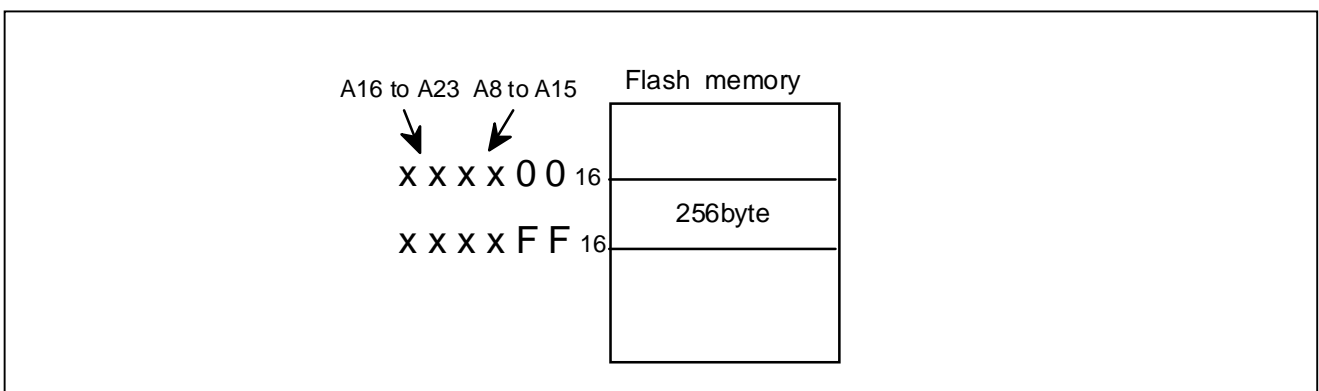 Flash memory
A16 to A23 A8 to A15
x x x x 0 0 16
256byte
x x x x F F 16